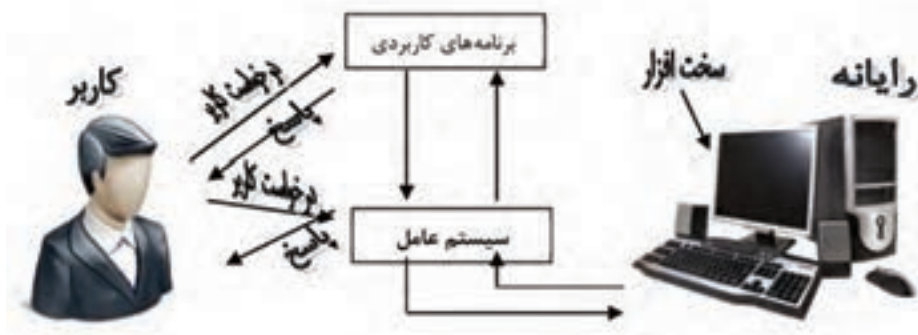 برنامه‌های کاربردی
رایانه
سخت افزار
کاربر
درخواست کاربر
پاسخ
درخواست کاربر
پاسخ
سیستم عامل